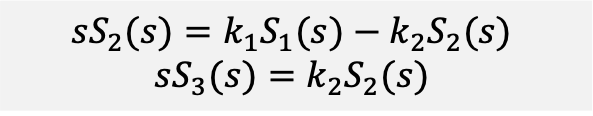 sS₂(s) = k₁S₁(s) − k₂S₂(s)
sS₃(s) = k₂S₂(s)